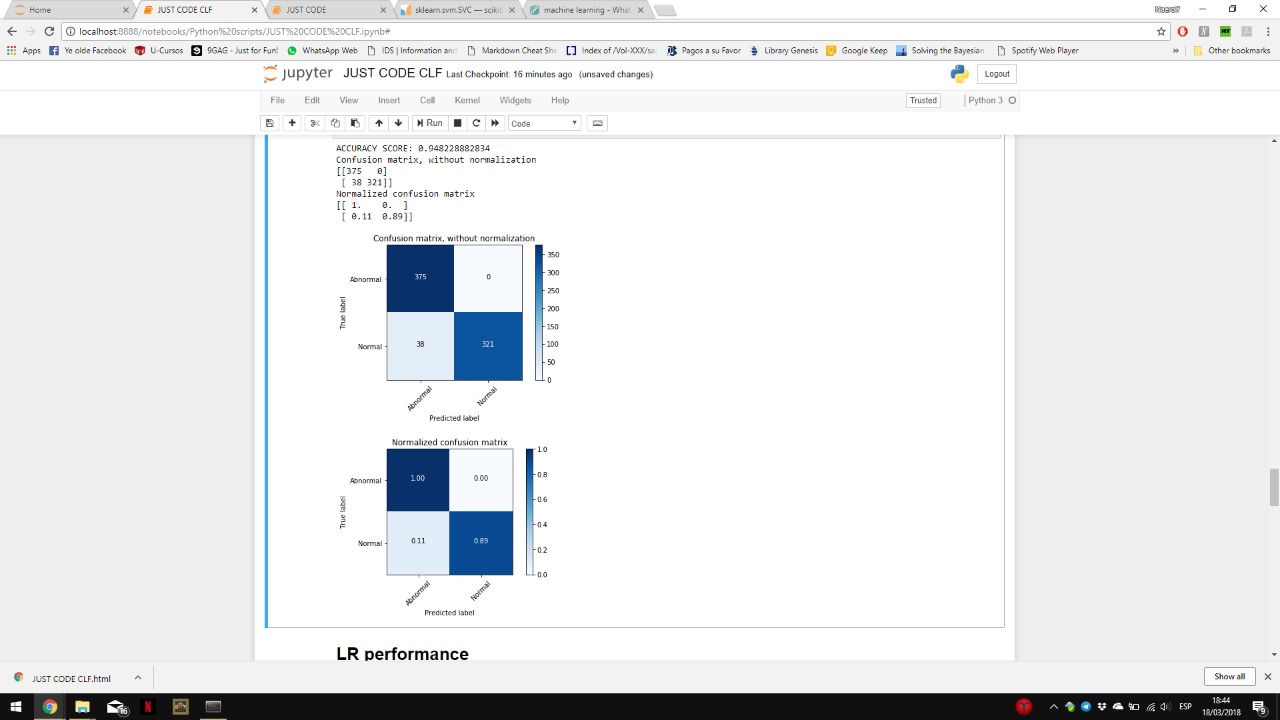 Home
JUST CODE CLF
JUST CODE
sklearn.svm.SVC — scikit
machine learning - What
localhost:8888/notebooks/Python%20scripts/JUST%20CODE%20CLF.ipynb#
Apps
Ye olde Facebook
U-Cursos
9GAG - Just for Fun!
WhatsApp Web
IDS | Information and
Markdown Cheat She
Index of /Vol-XXX/sa
Pagos a su Favor
Library Genesis
Google Keep
Solving the Bayesian
Spotify Web Player
» Other bookmarks
jupyter JUST CODE CLF Last Checkpoint: 16 minutes ago (unsaved changes)
Logout
File Edit View Insert Cell Kernel Widgets Help
Trusted
Python 3
Run
Code
ACCURACY SCORE: 0.948228882834
Confusion matrix, without normalization
[[375 0]
[ 38 321]]
Normalized confusion matrix
[[ 1. 0. ]
[ 0.11 0.89]]
Confusion matrix, without normalization
Abnormal
375
0
Normal
38
321
True label
Abnormal
Normal
Predicted label
350
300
250
200
150
100
50
0
Normalized confusion matrix
Abnormal
1.00
0.00
Normal
0.11
0.89
True label
Abnormal
Normal
Predicted label
1.0
0.8
0.6
0.4
0.2
0.0
LR performance
JUST CODE CLF.html
Show all
16
ESP
18:44
18/03/2018
9